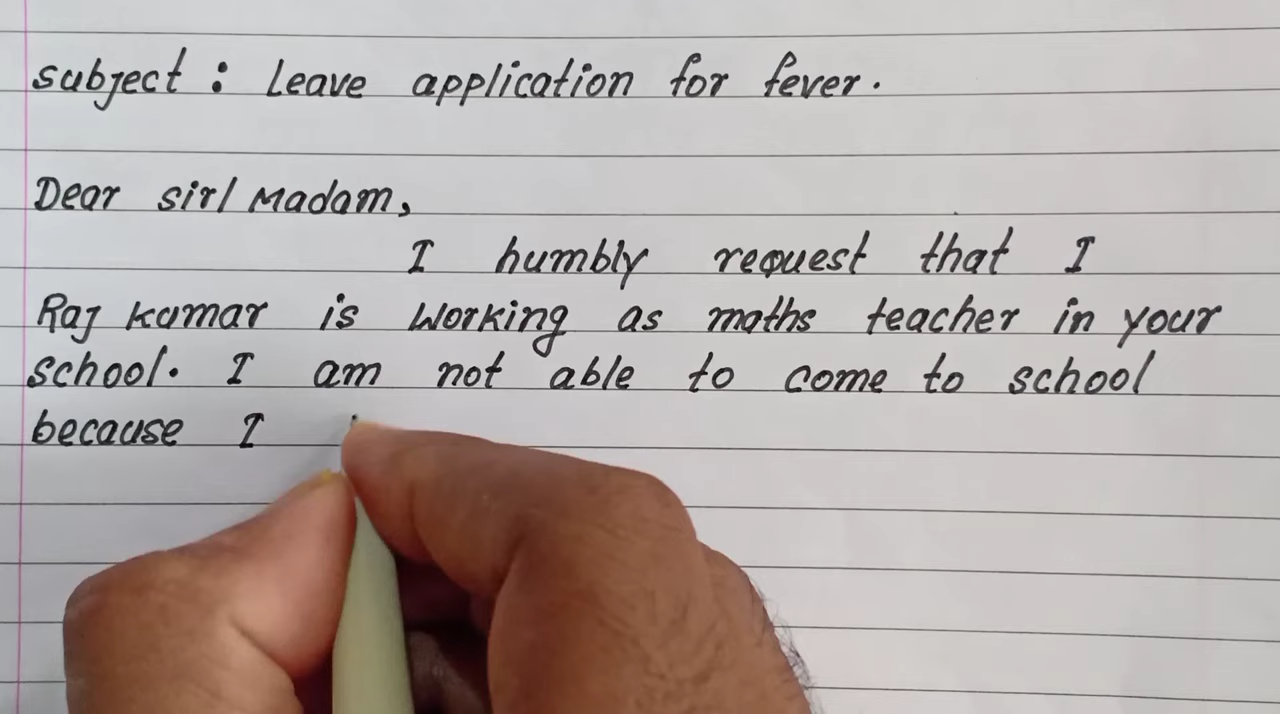 subject : Leave application for fever.
Dear sir/ Madam,
I humbly request that I
Raj kumar is working as maths teacher in your
school. I am not able to come to school
because I